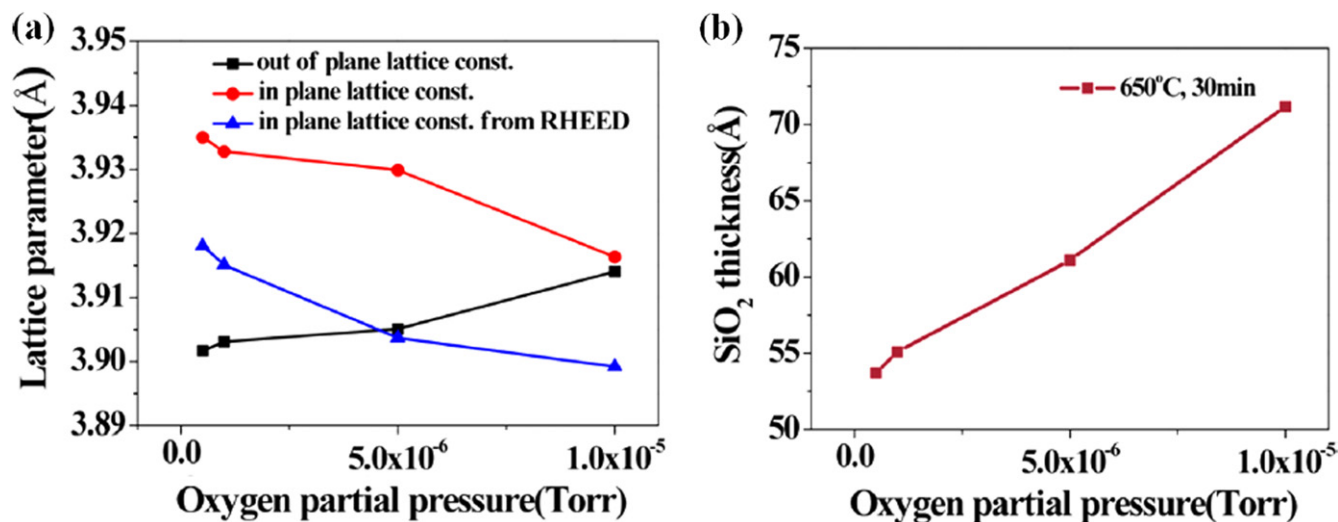 (a)
3.95
3.94
3.93
3.92
3.91
3.90
3.89
Lattice parameter(Å)
out of plane lattice const.
in plane lattice const.
in plane lattice const. from RHEED
0.0 5.0x10⁻⁶ 1.0x10⁻⁵
Oxygen partial pressure(Torr)
(b)
75
70
65
60
55
50
SiO₂ thickness(Å)
650°C, 30min
0.0 5.0x10⁻⁶ 1.0x10⁻⁵
Oxygen partial pressure(Torr)